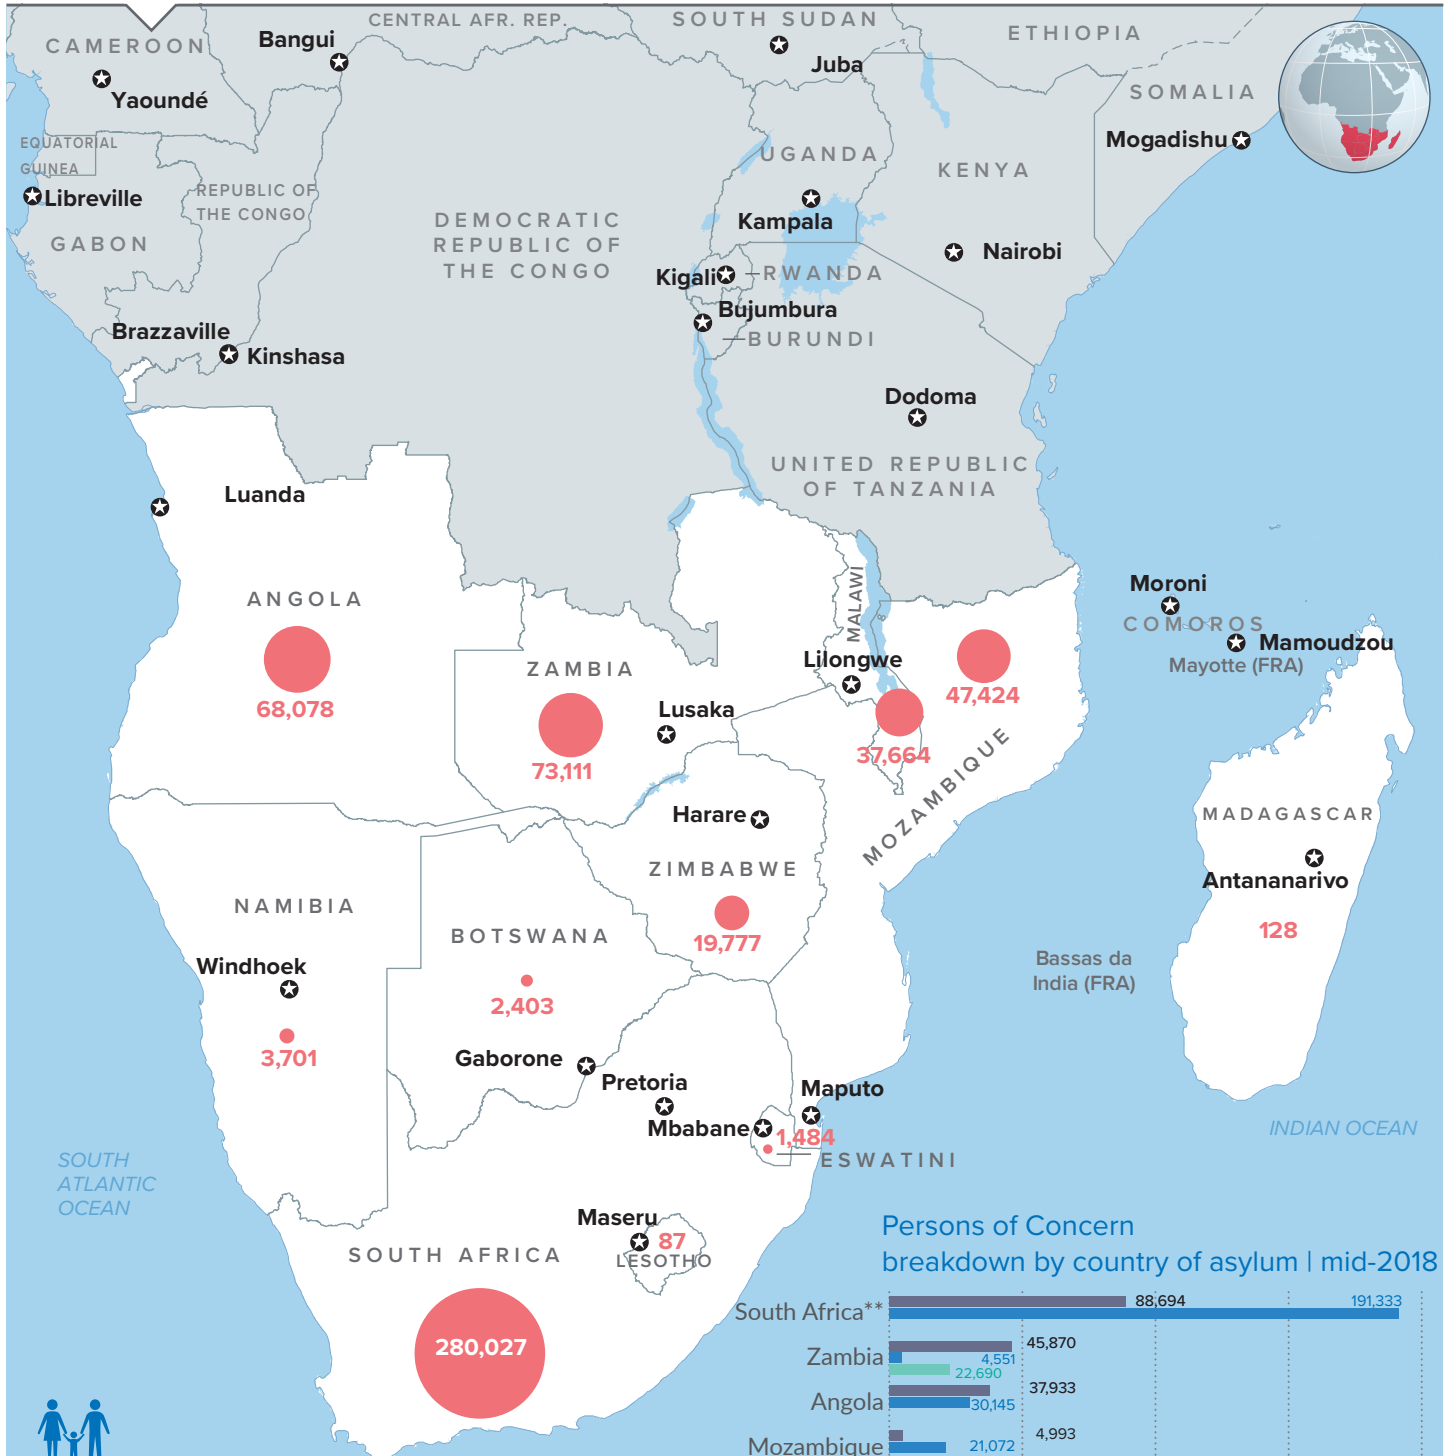 CENTRAL AFR. REP.
SOUTH SUDAN
ETHIOPIA
CAMEROON
Bangui
Juba
Yaoundé
SOMALIA
Mogadishu
EQUATORIAL
GUINEA
UGANDA
KENYA
Libreville
REPUBLIC OF
THE CONGO
GABON
DEMOCRATIC
REPUBLIC OF
THE CONGO
Kampala
Nairobi
Kigali
RWANDA
Bujumbura
BURUNDI
Brazzaville
Kinshasa
Dodoma
UNITED REPUBLIC
OF TANZANIA
Luanda
ANGOLA
68,078
ZAMBIA
73,111
Lusaka
MALAWI
Lilongwe
37,664
47,424
MOZAMBIQUE
Moroni
COMOROS
Mamoudzou
Mayotte (FRA)
Harare
ZIMBABWE
19,777
MADAGASCAR
Antananarivo
128
NAMIBIA
Windhoek
3,701
BOTSWANA
2,403
Gaborone
Bassas da
India (FRA)
Pretoria
Maputo
Mbabane
1,484
ESWATINI
INDIAN OCEAN
SOUTH
ATLANTIC
OCEAN
Maseru
87
LESOTHO
SOUTH AFRICA
280,027
Persons of Concern
breakdown by country of asylum | mid-2018
South Africa**
88,694
191,333
Zambia
45,870
4,551
22,690
Angola
37,933
30,145
Mozambique
4,993
21,072